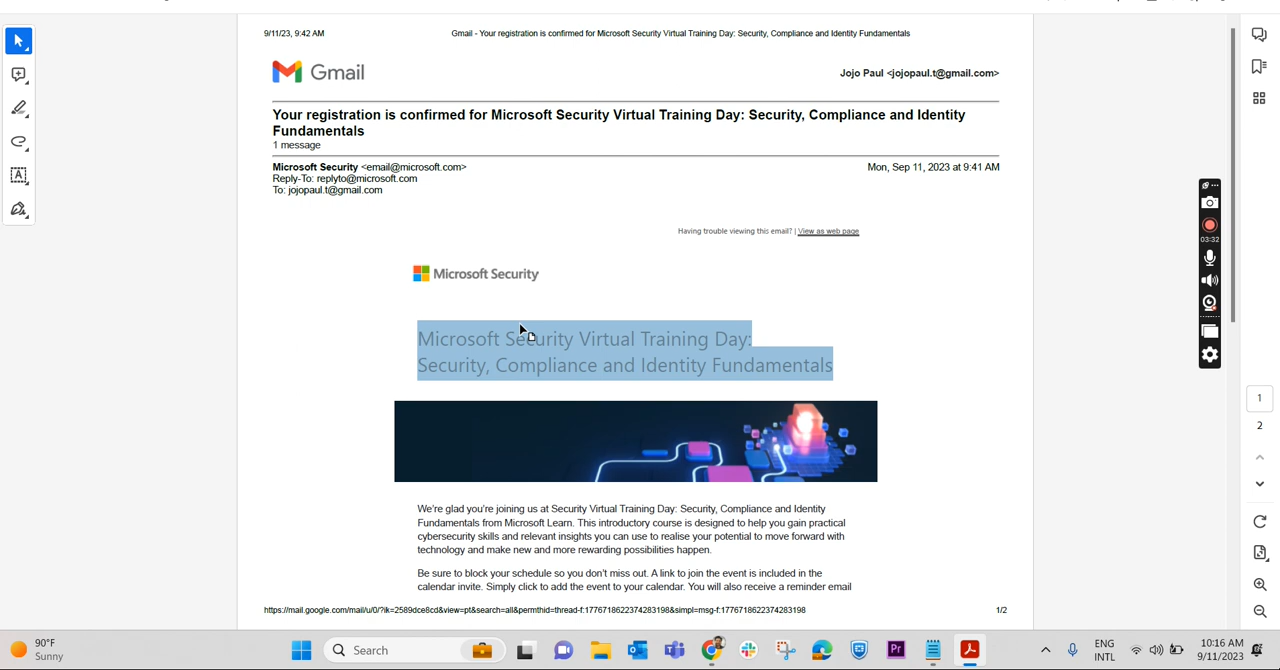 9/11/23, 9:42 AM
Gmail - Your registration is confirmed for Microsoft Security Virtual Training Day: Security, Compliance and Identity Fundamentals
Gmail
Jojo Paul <jojopaul.t@gmail.com>
Your registration is confirmed for Microsoft Security Virtual Training Day: Security, Compliance and Identity
Fundamentals
1 message
Microsoft Security <email@microsoft.com>
Mon, Sep 11, 2023 at 9:41 AM
Reply-To: replyto@microsoft.com
To: jojopaul.t@gmail.com
Having trouble viewing this email? | View as web page
Microsoft Security
03:32
Microsoft Security Virtual Training Day:
Security, Compliance and Identity Fundamentals
1
2
We're glad you're joining us at Security Virtual Training Day: Security, Compliance and Identity
Fundamentals from Microsoft Learn. This introductory course is designed to help you gain practical
cybersecurity skills and relevant insights you can use to realise your potential to move forward with
technology and make new and more rewarding possibilities happen.
Be sure to block your schedule so you don't miss out. A link to join the event is included in the
calendar invite. Simply click to add the event to your calendar. You will also receive a reminder email
https://mail.google.com/mail/u/0/?ik=2589dce8cd&view=pt&search=all&permthid=thread-f:1776718622374283198&simpl=msg-f:1776718622374283198
1/2
90°F
Sunny
Search
Pr
ENG
INTL
10:16 AM
9/11/2023